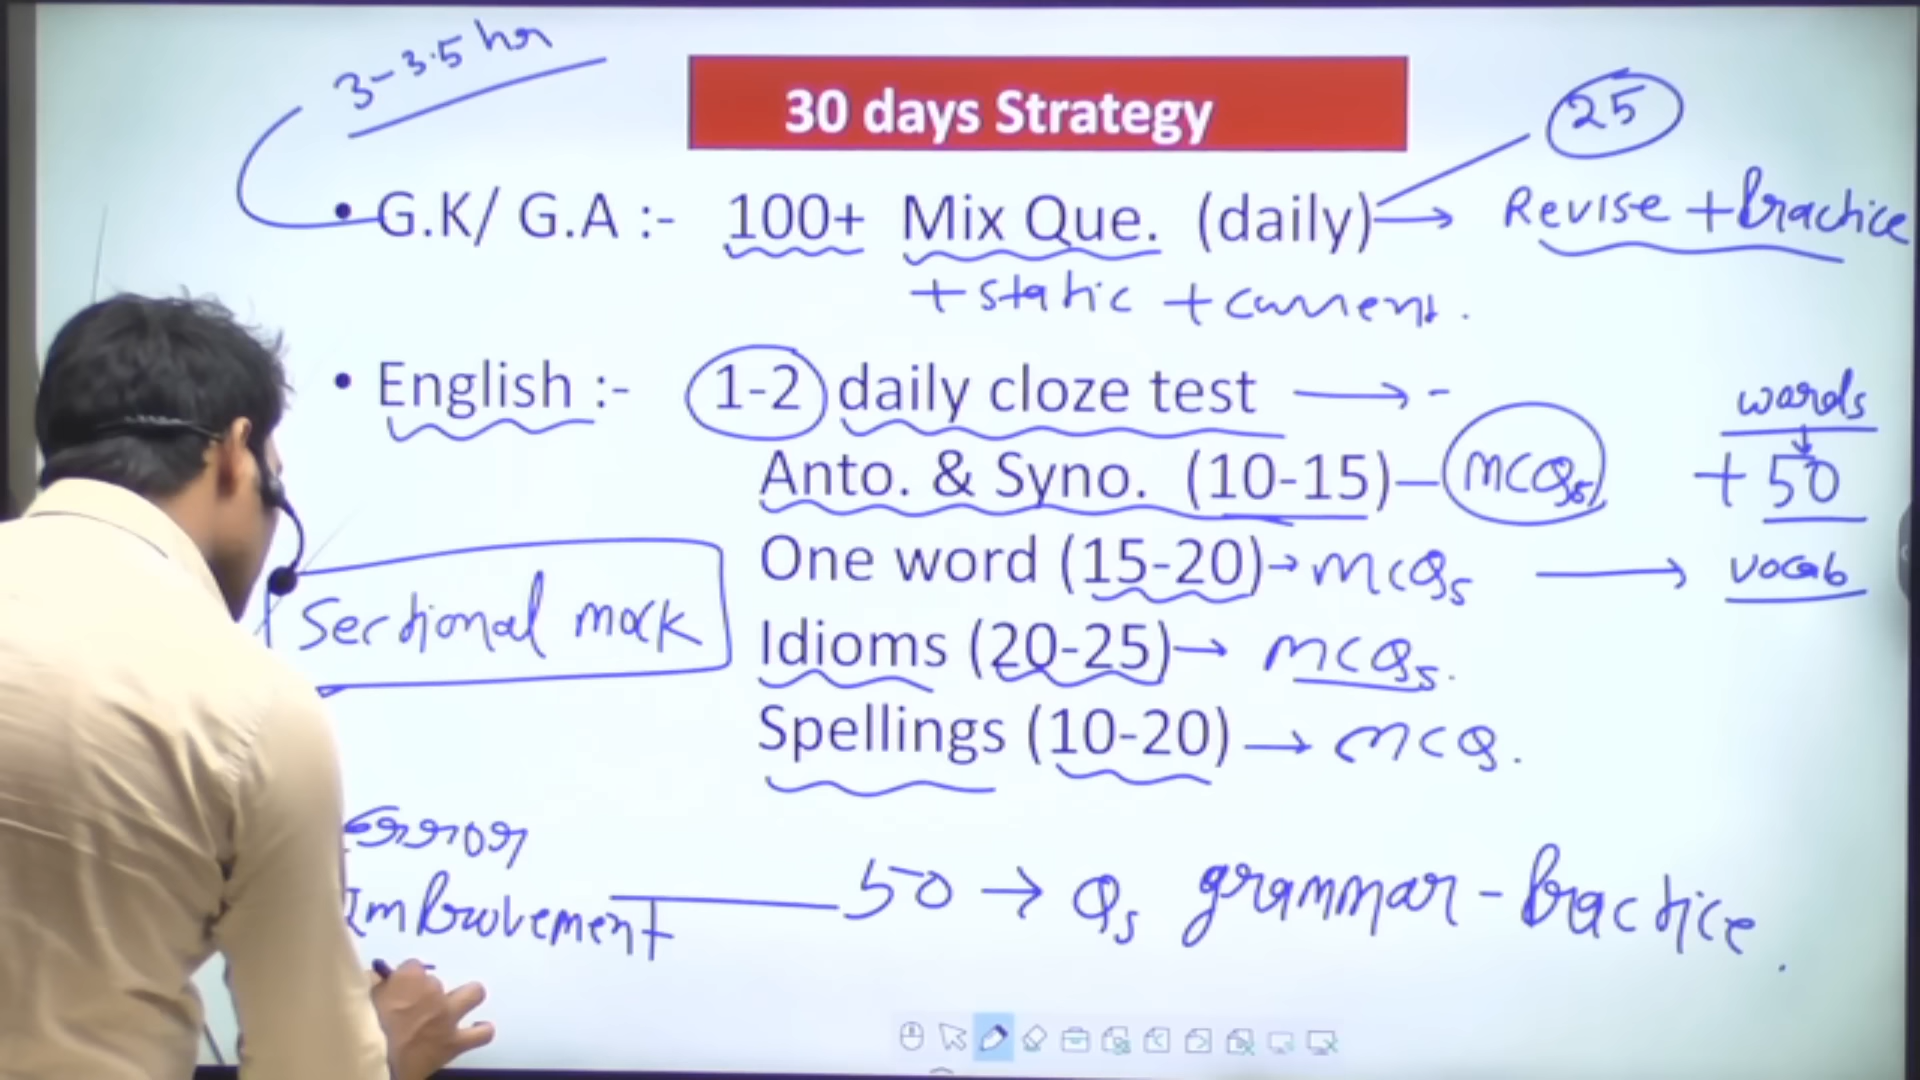 3-3.5 hr
30 days Strategy
25
• G.K/ G.A :- 100+ Mix Que. (daily) → Revise + Practice
+ static + current.
• English :- 1-2 daily cloze test → -
words
Anto. & Syno. (10-15) - MCQs + 50
One word (15-20) → MCQs → vocab
Sectional mock
Idioms (20-25) → MCQs.
Spellings (10-20) → MCQ.
Error
Improvement — 50 → Qs grammar - Practice.